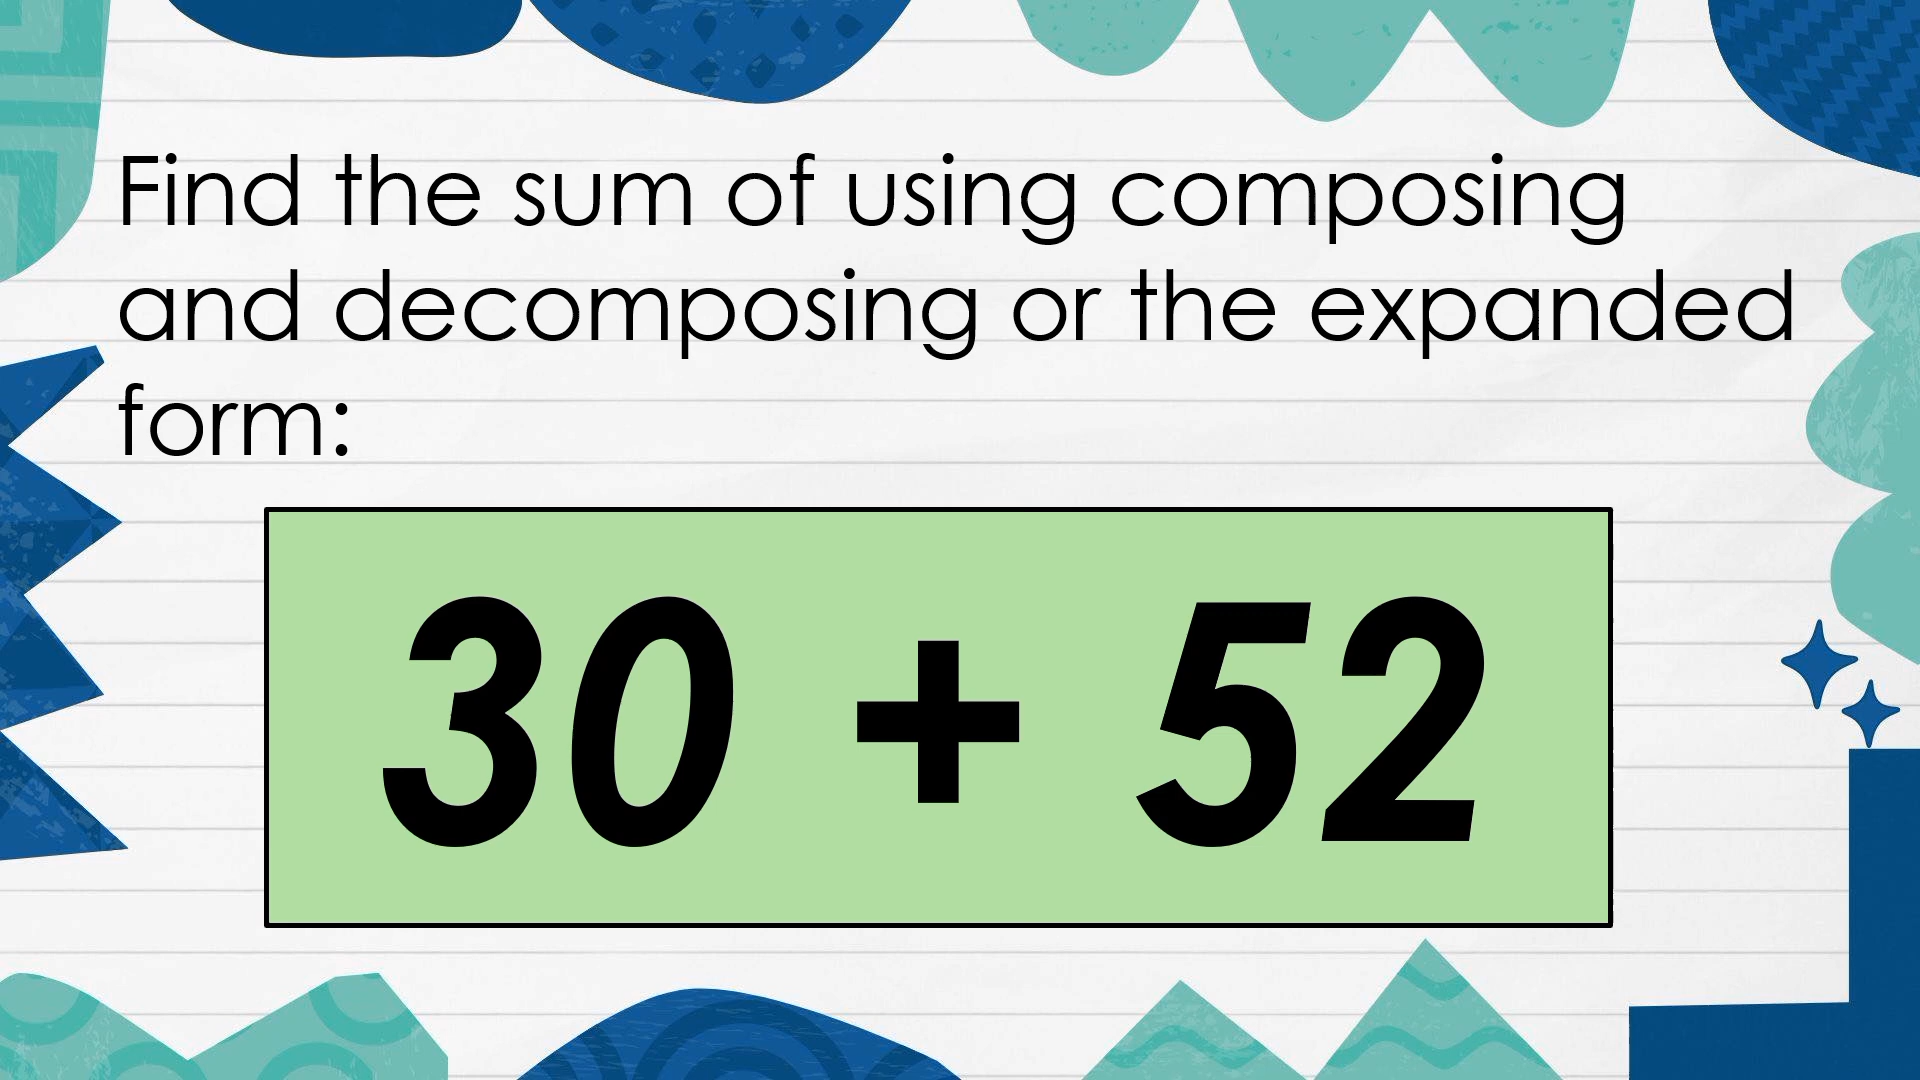 Find the sum of using composing
and decomposing or the expanded
form:
30 + 52